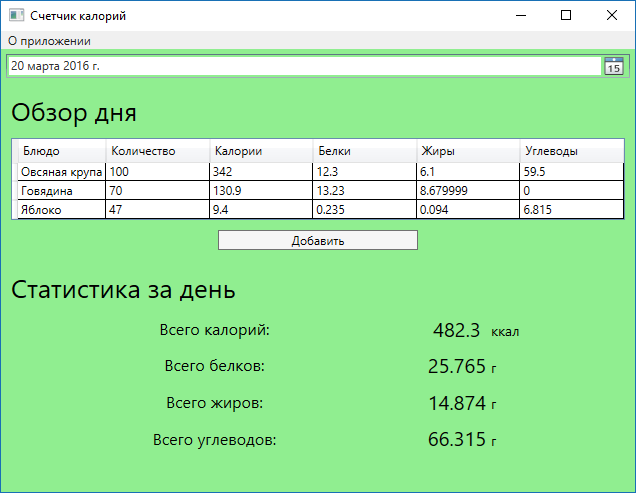 Счетчик калорий
О приложении
20 марта 2016 г. 15
Обзор дня
Блюдо Количество Калории Белки Жиры Углеводы
Овсяная крупа 100 342 12.3 6.1 59.5
Говядина 70 130.9 13.23 8.679999 0
Яблоко 47 9.4 0.235 0.094 6.815
Добавить
Статистика за день
Всего калорий: 482.3 ккал
Всего белков: 25.765 г
Всего жиров: 14.874 г
Всего углеводов: 66.315 г